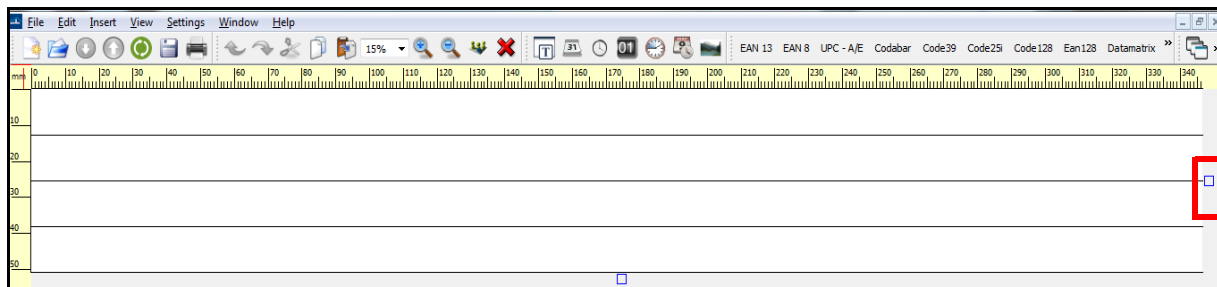 File Edit Insert View Settings Window Help
15% T 31 01 EAN 13 EAN 8 UPC - A/E Codabar Code39 Code25i Code128 Ean128 Datamatrix »
mm 0 10 20 30 40 50 60 70 80 90 100 110 120 130 140 150 160 170 180 190 200 210 220 230 240 250 260 270 280 290 300 310 320 330 340
10
20
30
40
50